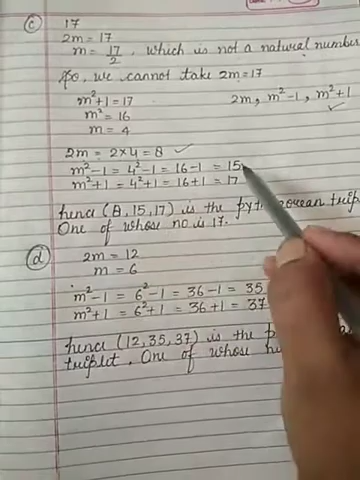 (c) 17
2m = 17
m = 17/2, which is not a natural number
So, we cannot take 2m = 17
m² + 1 = 17 2m, m² - 1, m² + 1
m² = 16
m = 4
2m = 2 × 4 = 8
m² - 1 = 4² - 1 = 16 - 1 = 15
m² + 1 = 4² + 1 = 16 + 1 = 17
hence (8, 15, 17) is the
One of whose no is 17.
(d) 2m = 12
m = 6
m² - 1 = 6² - 1 = 36 - 1 = 35
m² + 1 = 6² + 1 = 36 + 1 = 37
hence (12, 35, 37) is the
triplet. One of whose